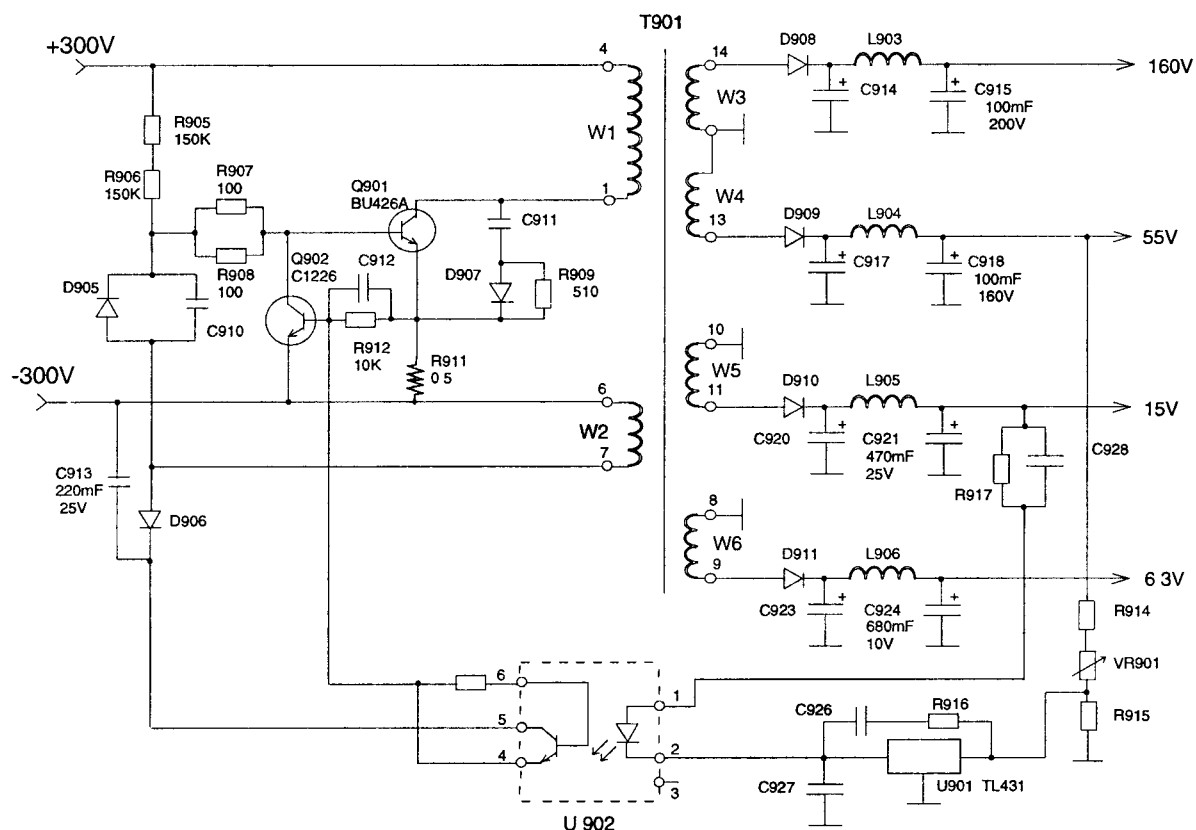 T901
+300V
4
14
D908
L903
160V
+
+
C914
C915
100mF
200V
R905
150K
W1
W3
R906
150K
R907
100
Q901
BU426A
1
W4
13
D909
L904
55V
C911
+
+
C917
C918
100mF
160V
R908
100
Q902
C1226
C912
D907
R909
510
D905
C910
R912
10K
R911
0 5
10
W5
11
D910
L905
15V
-300V
6
W2
7
+
+
C920
C921
470mF
25V
C928
R917
C913
220mF
25V
D906
8
W6
9
D911
L906
6 3V
+
+
C923
C924
680mF
10V
R914
VR901
R915
6
5
4
1
2
3
C926
R916
C927
U901 TL431
U 902